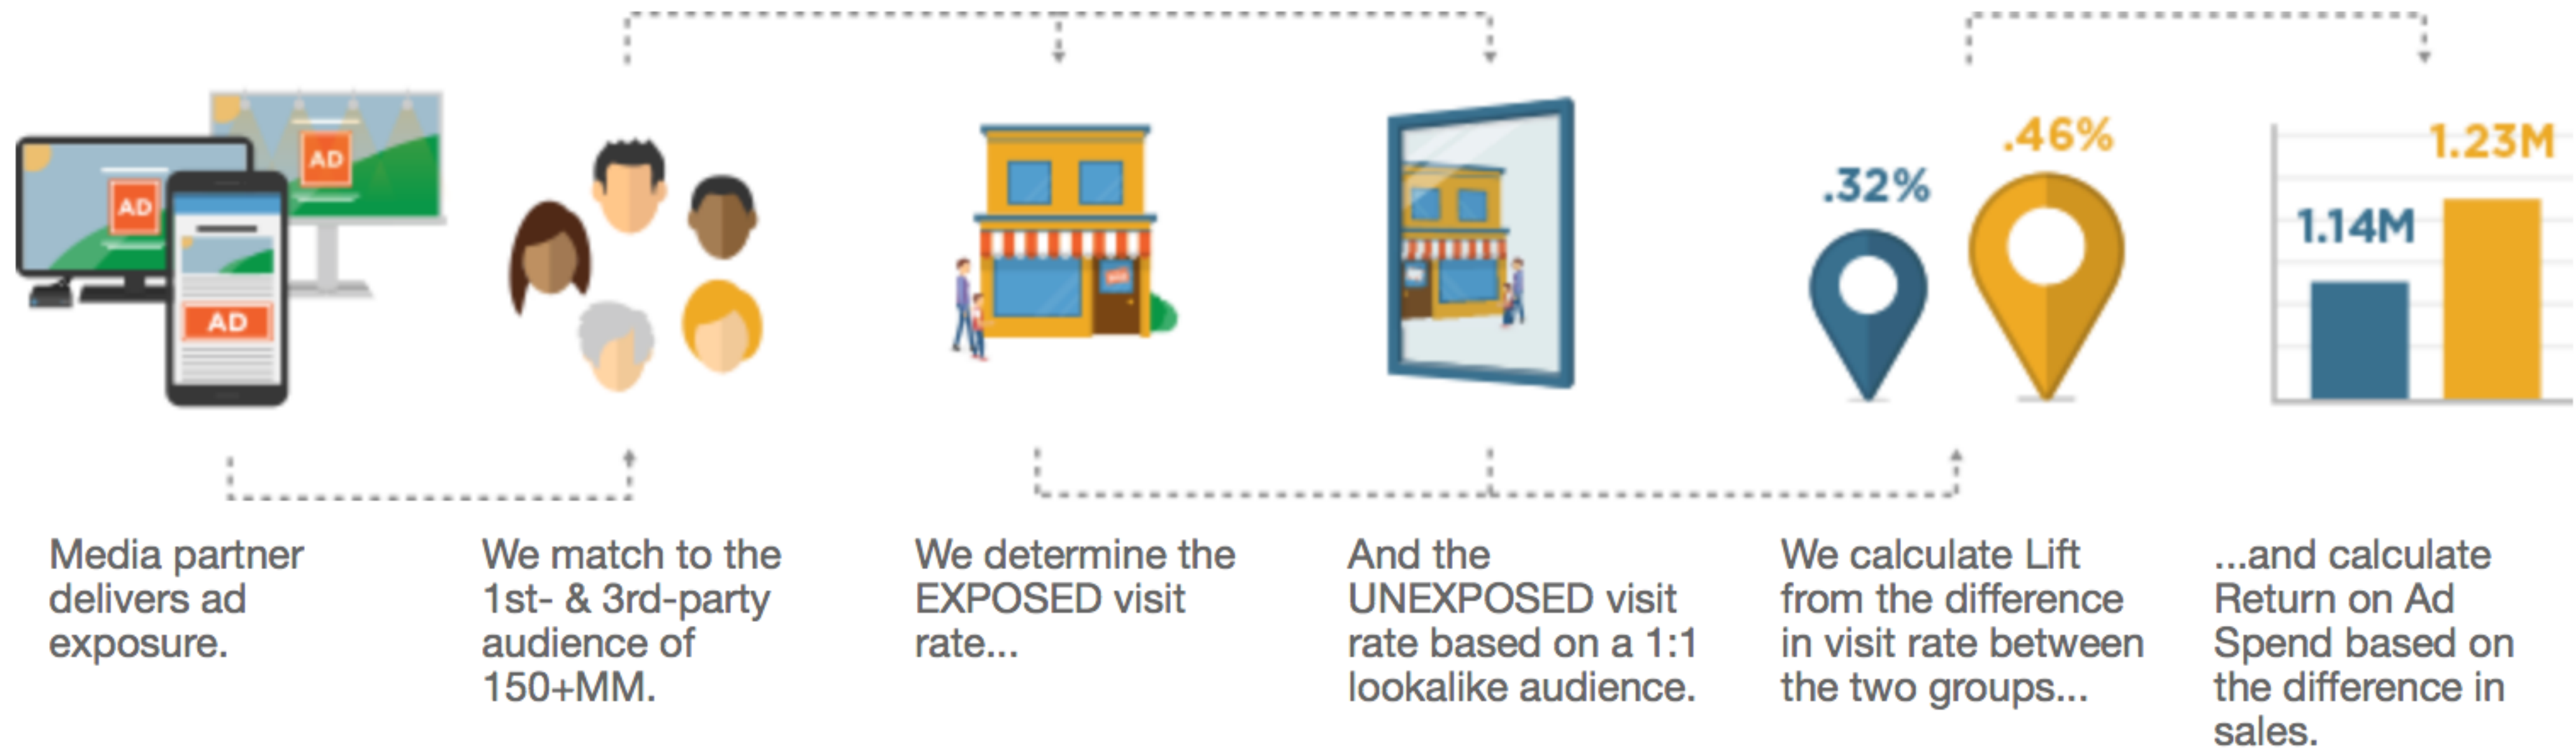 AD
AD
AD
.32%
.46%
1.14M
1.23M
Media partner
delivers ad
exposure.
We match to the
1st- & 3rd-party
audience of
150+MM.
We determine the
EXPOSED visit
rate...
And the
UNEXPOSED visit
rate based on a 1:1
lookalike audience.
We calculate Lift
from the difference
in visit rate between
the two groups...
...and calculate
Return on Ad
Spend based on
the difference in
sales.